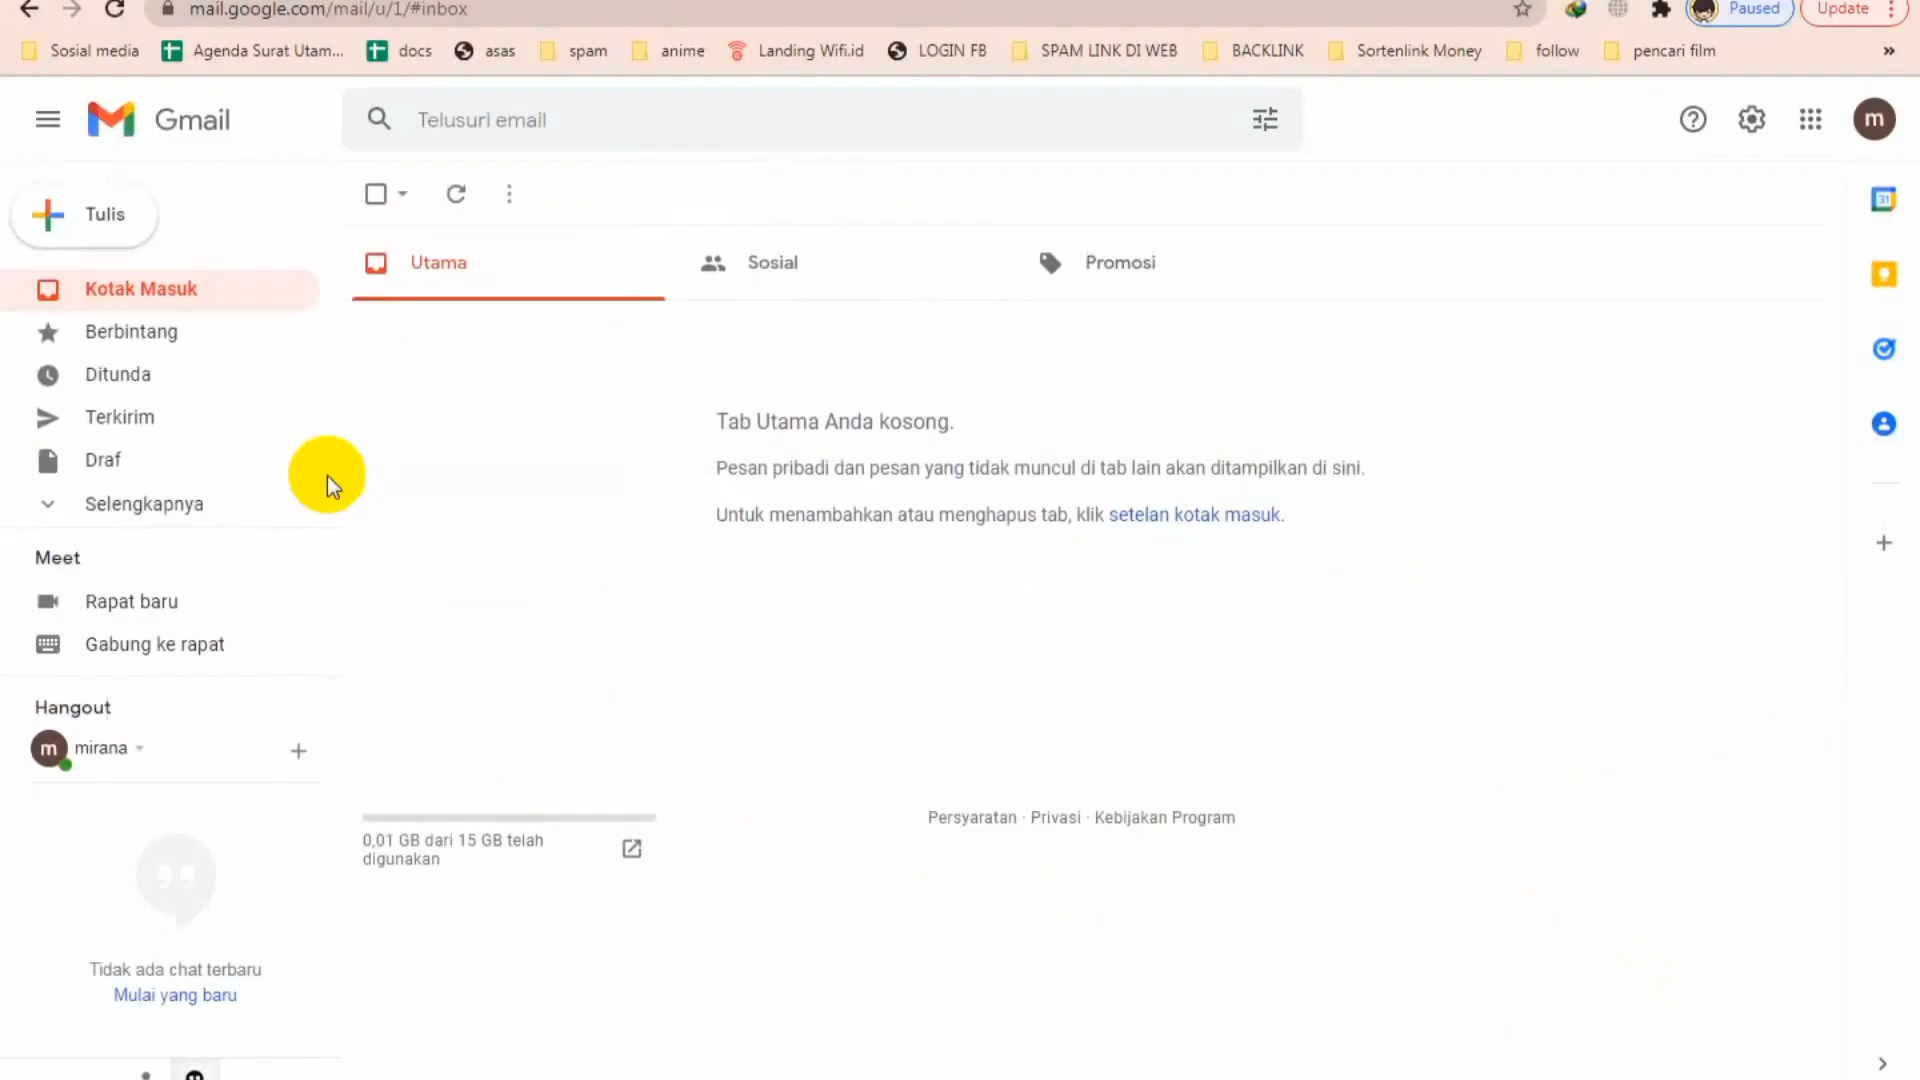 mail.google.com/mail/u/1/#inbox
Paused
Update
Sosial media
Agenda Surat Utam...
docs
asas
spam
anime
Landing Wifi.id
LOGIN FB
SPAM LINK DI WEB
BACKLINK
Sortenlink Money
follow
pencari film
»
Gmail
Telusuri email
m
Tulis
31
Utama
Sosial
Promosi
Kotak Masuk
Berbintang
Ditunda
Terkirim
Draf
Selengkapnya
Tab Utama Anda kosong.
Pesan pribadi dan pesan yang tidak muncul di tab lain akan ditampilkan di sini.
Untuk menambahkan atau menghapus tab, klik setelan kotak masuk.
Meet
Rapat baru
Gabung ke rapat
Hangout
m
mirana
0,01 GB dari 15 GB telah
digunakan
Persyaratan · Privasi · Kebijakan Program
Tidak ada chat terbaru
Mulai yang baru